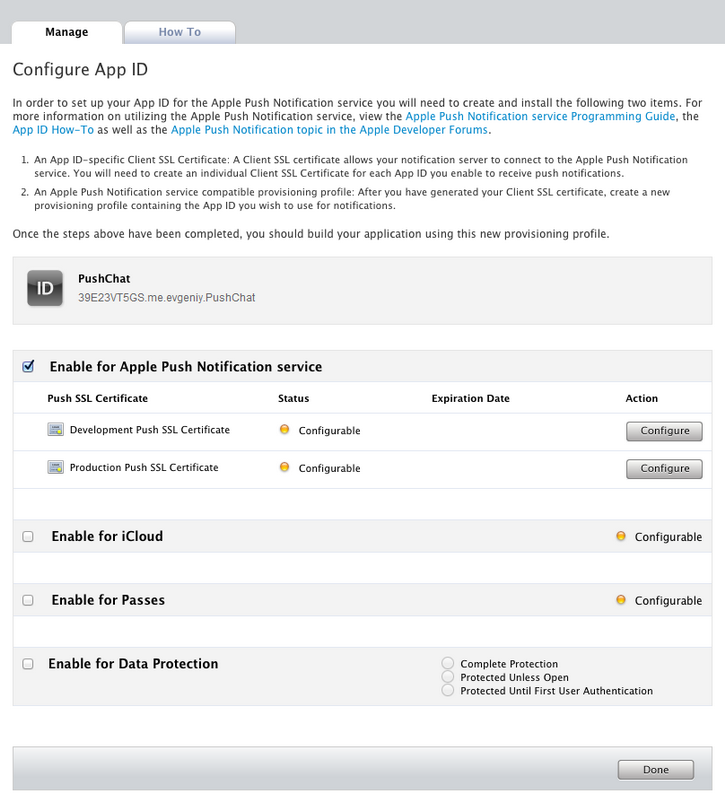 Manage
How To
Configure App ID
In order to set up your App ID for the Apple Push Notification service you will need to create and install the following two items. For
more information on utilizing the Apple Push Notification service, view the Apple Push Notification service Programming Guide, the
App ID How-To as well as the Apple Push Notification topic in the Apple Developer Forums.
1. An App ID-specific Client SSL Certificate: A Client SSL certificate allows your notification server to connect to the Apple Push Notification
service. You will need to create an individual Client SSL Certificate for each App ID you enable to receive push notifications.
2. An Apple Push Notification service compatible provisioning profile: After you have generated your Client SSL certificate, create a new
provisioning profile containing the App ID you wish to use for notifications.
Once the steps above have been completed, you should build your application using this new provisioning profile.
ID
PushChat
39E23VT5GS.me.evgeniy.PushChat
Enable for Apple Push Notification service
Push SSL Certificate Status Expiration Date Action
Development Push SSL Certificate Configurable Configure
Production Push SSL Certificate Configurable Configure
Enable for iCloud Configurable
Enable for Passes Configurable
Enable for Data Protection Complete Protection
Protected Unless Open
Protected Until First User Authentication
Done